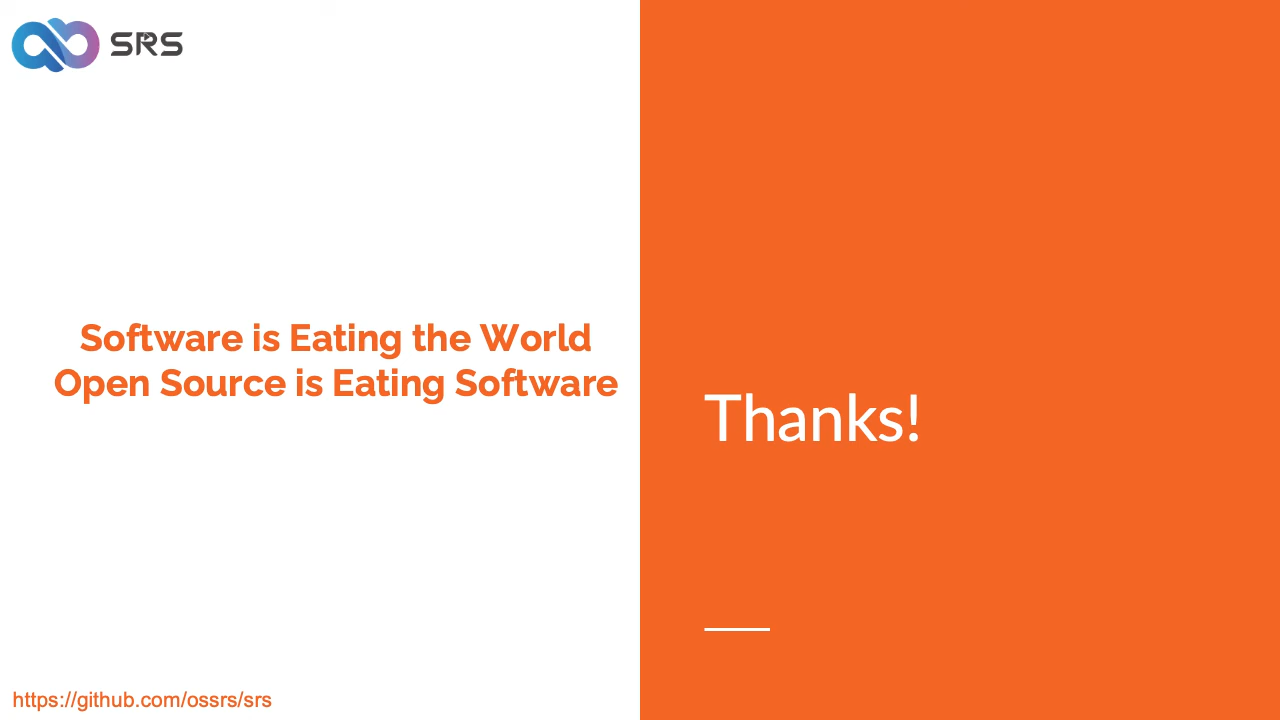 SRS
Software is Eating the World
Open Source is Eating Software
Thanks!
https://github.com/ossrs/srs